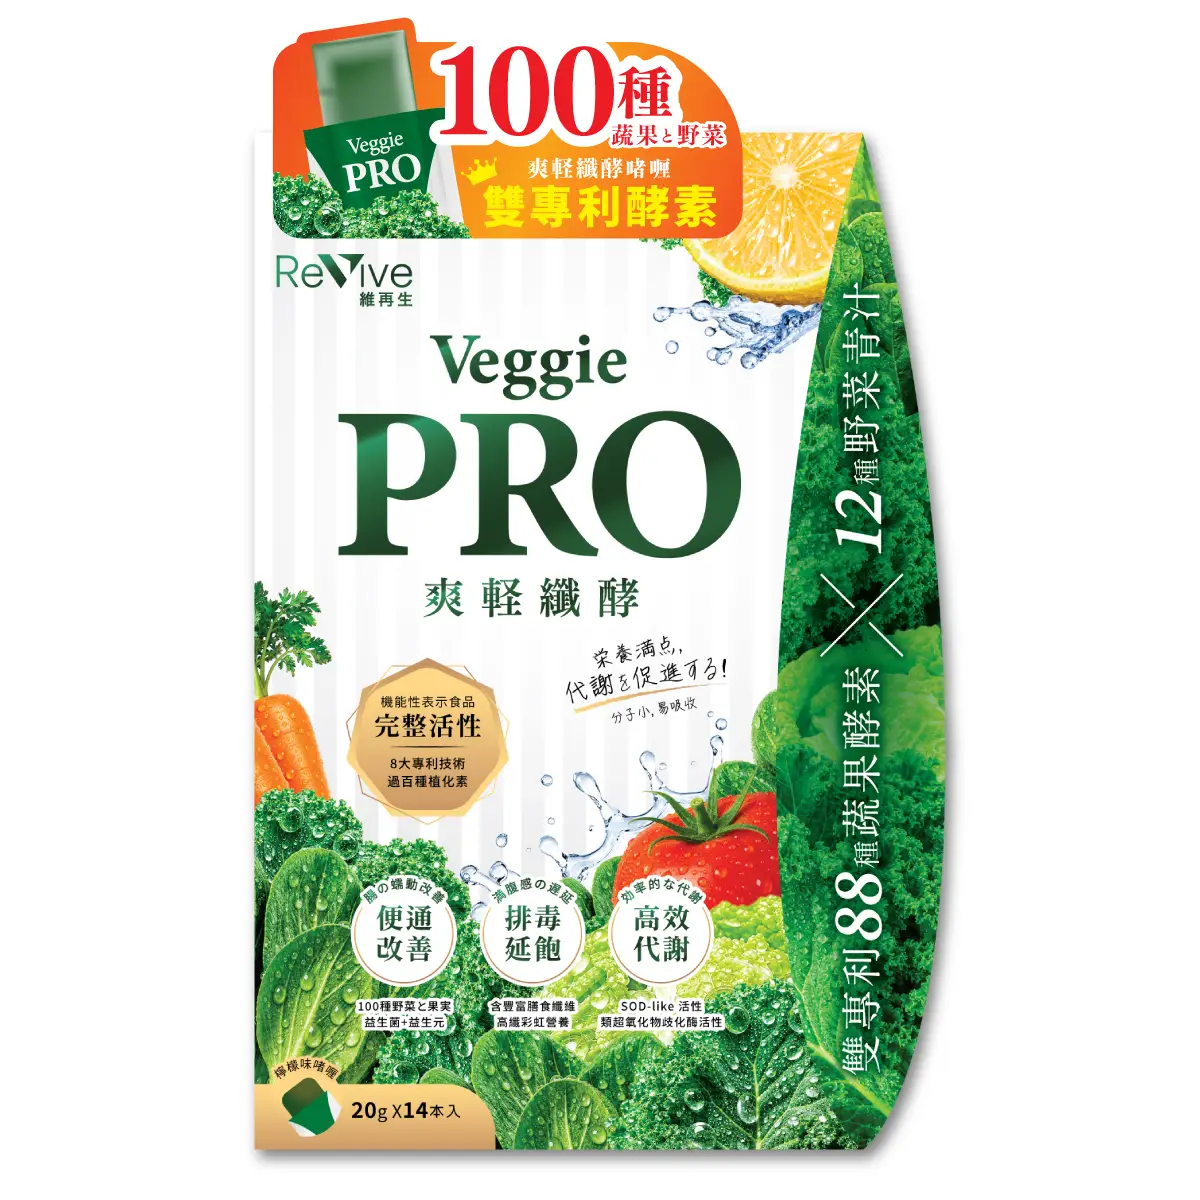 100種
蔬果と野菜
爽軽纖酵啫喱
雙專利酵素
Veggie
PRO
ReVive
維再生
Veggie
PRO
爽軽纖酵
栄養満点,
代謝を促進する!
分子小,易吸收
機能性表示食品
完整活性
8大專利技術
過百種植化素
腸の蠕動改善
便通
改善
100種野菜と果実
益生菌+益生元
満腹感の遅延
排毒
延飽
含豐富膳食纖維
高纖彩虹營養
効率的な代謝
高效
代謝
SOD-like 活性
類超氧化物歧化酶活性
雙專利88種蔬果酵素×12種野菜青汁
檸檬味啫喱
20g X14本入